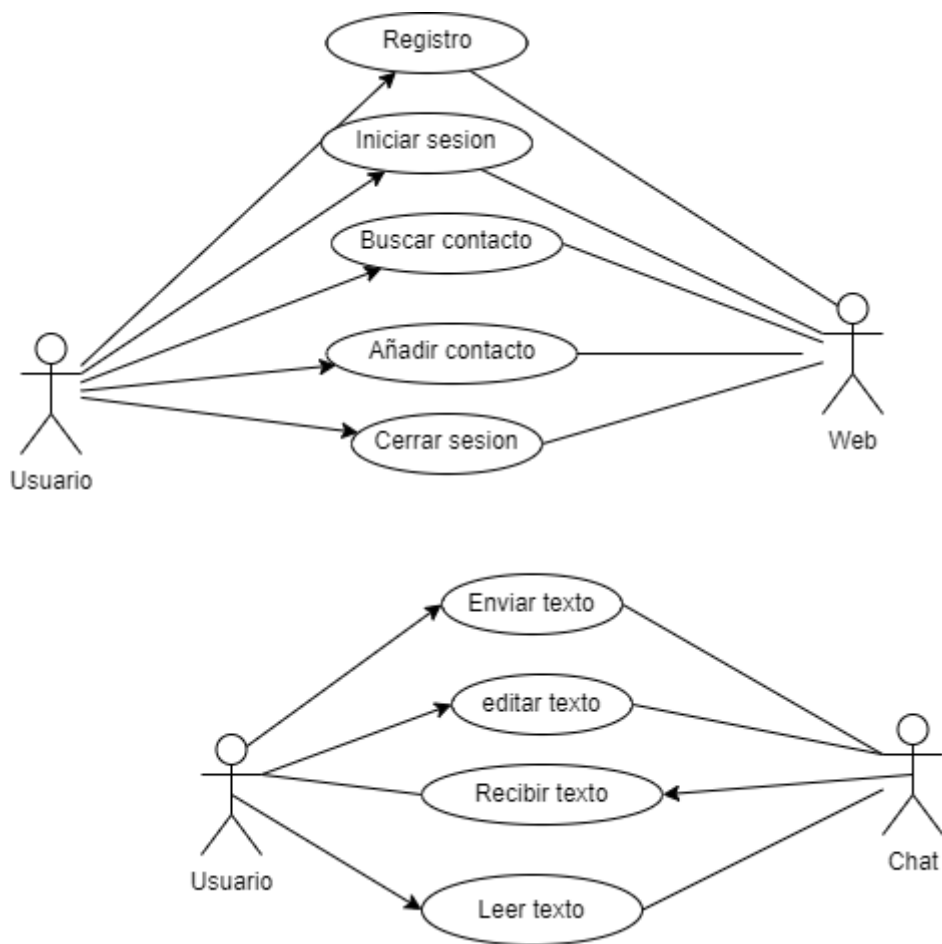 Registro
Iniciar sesion
Buscar contacto
Añadir contacto
Cerrar sesion
Usuario
Web
Enviar texto
editar texto
Recibir texto
Leer texto
Usuario
Chat